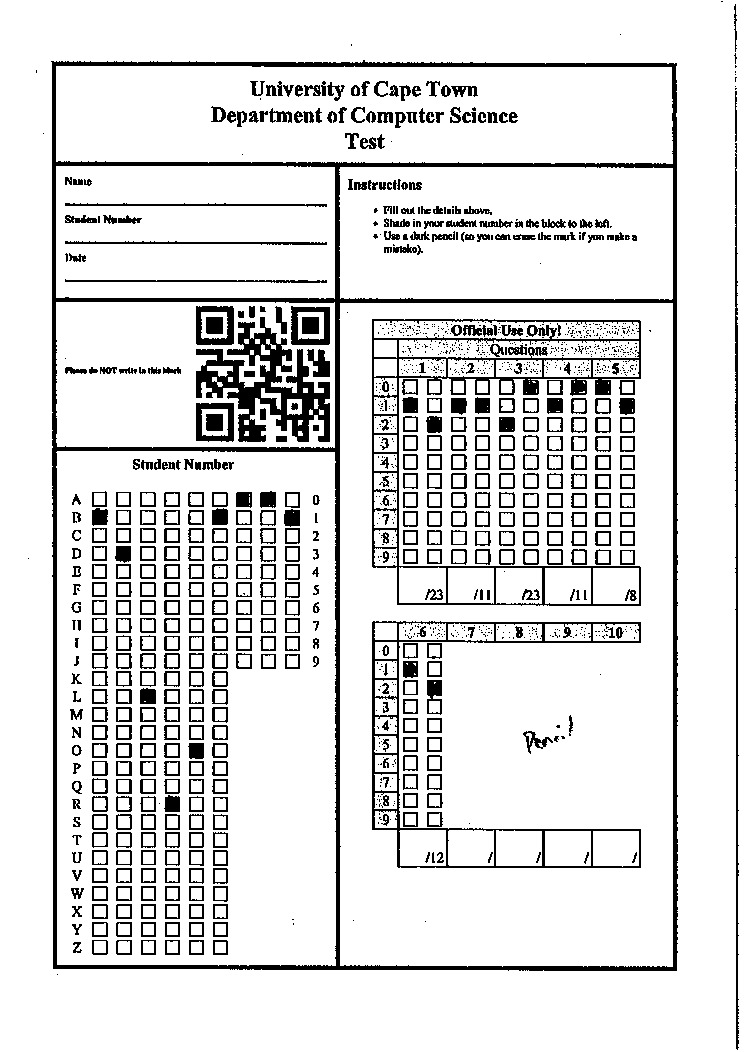 University of Cape Town
Department of Computer Science
Test
Name
Student Number
Date
Instructions
• Fill out the details above.
• Shade in your student number in the block to the left.
• Use a dark pencil (so you can erase the mark if you make a
mistake).
Please do NOT write in this block
Student Number
A 0
B 1
C 2
D 3
E 4
F 5
G 6
H 7
I 8
J 9
K
L
M
N
O
P
Q
R
S
T
U
V
W
X
Y
Z
Official Use Only!
Questions
1 2 3 4 5
0
1
2
3
4
5
6
7
8
9
/23 /11 /23 /11 /8
6 7 8 9 10
0
1
2
3
4
5
6
7
8
9
Pencil
/12 / / / /